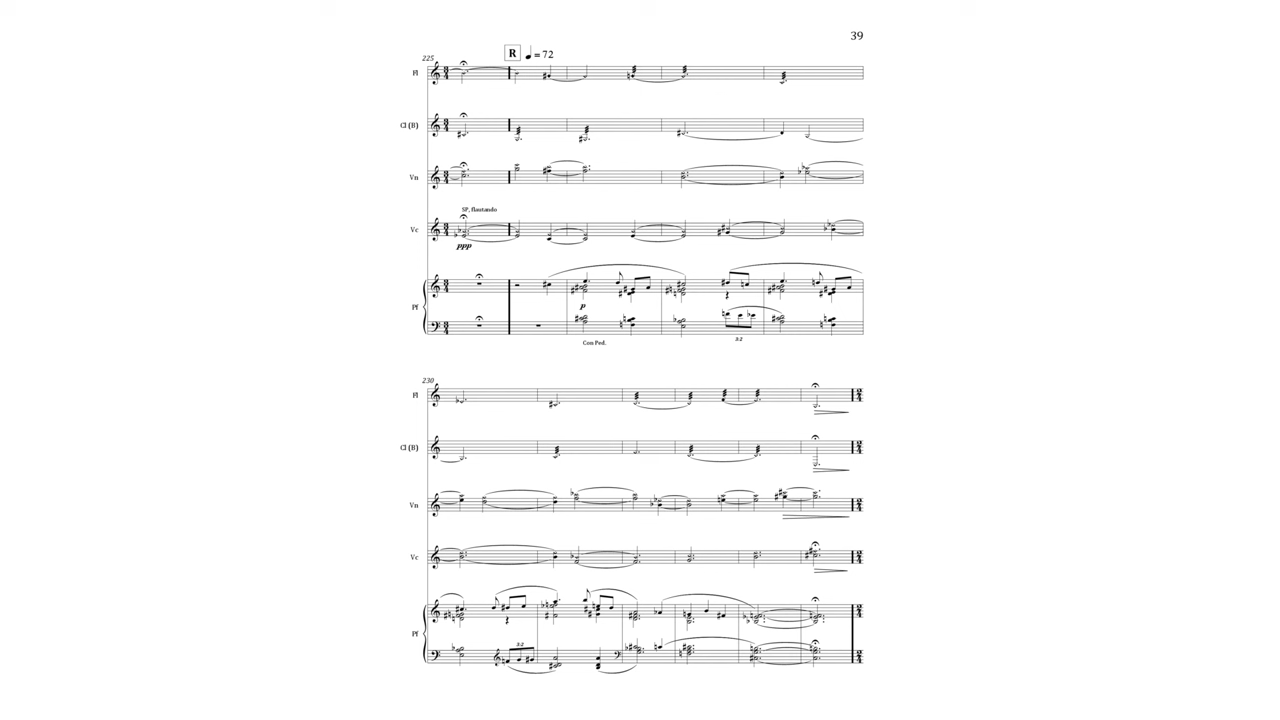 39
225
R = 72
Fl
Cl (B)
Vn
SP, flautando
Vc
ppp
Pf
p
3:2
Con Ped.
230
Fl
Cl (B)
Vn
Vc
Pf
3:2